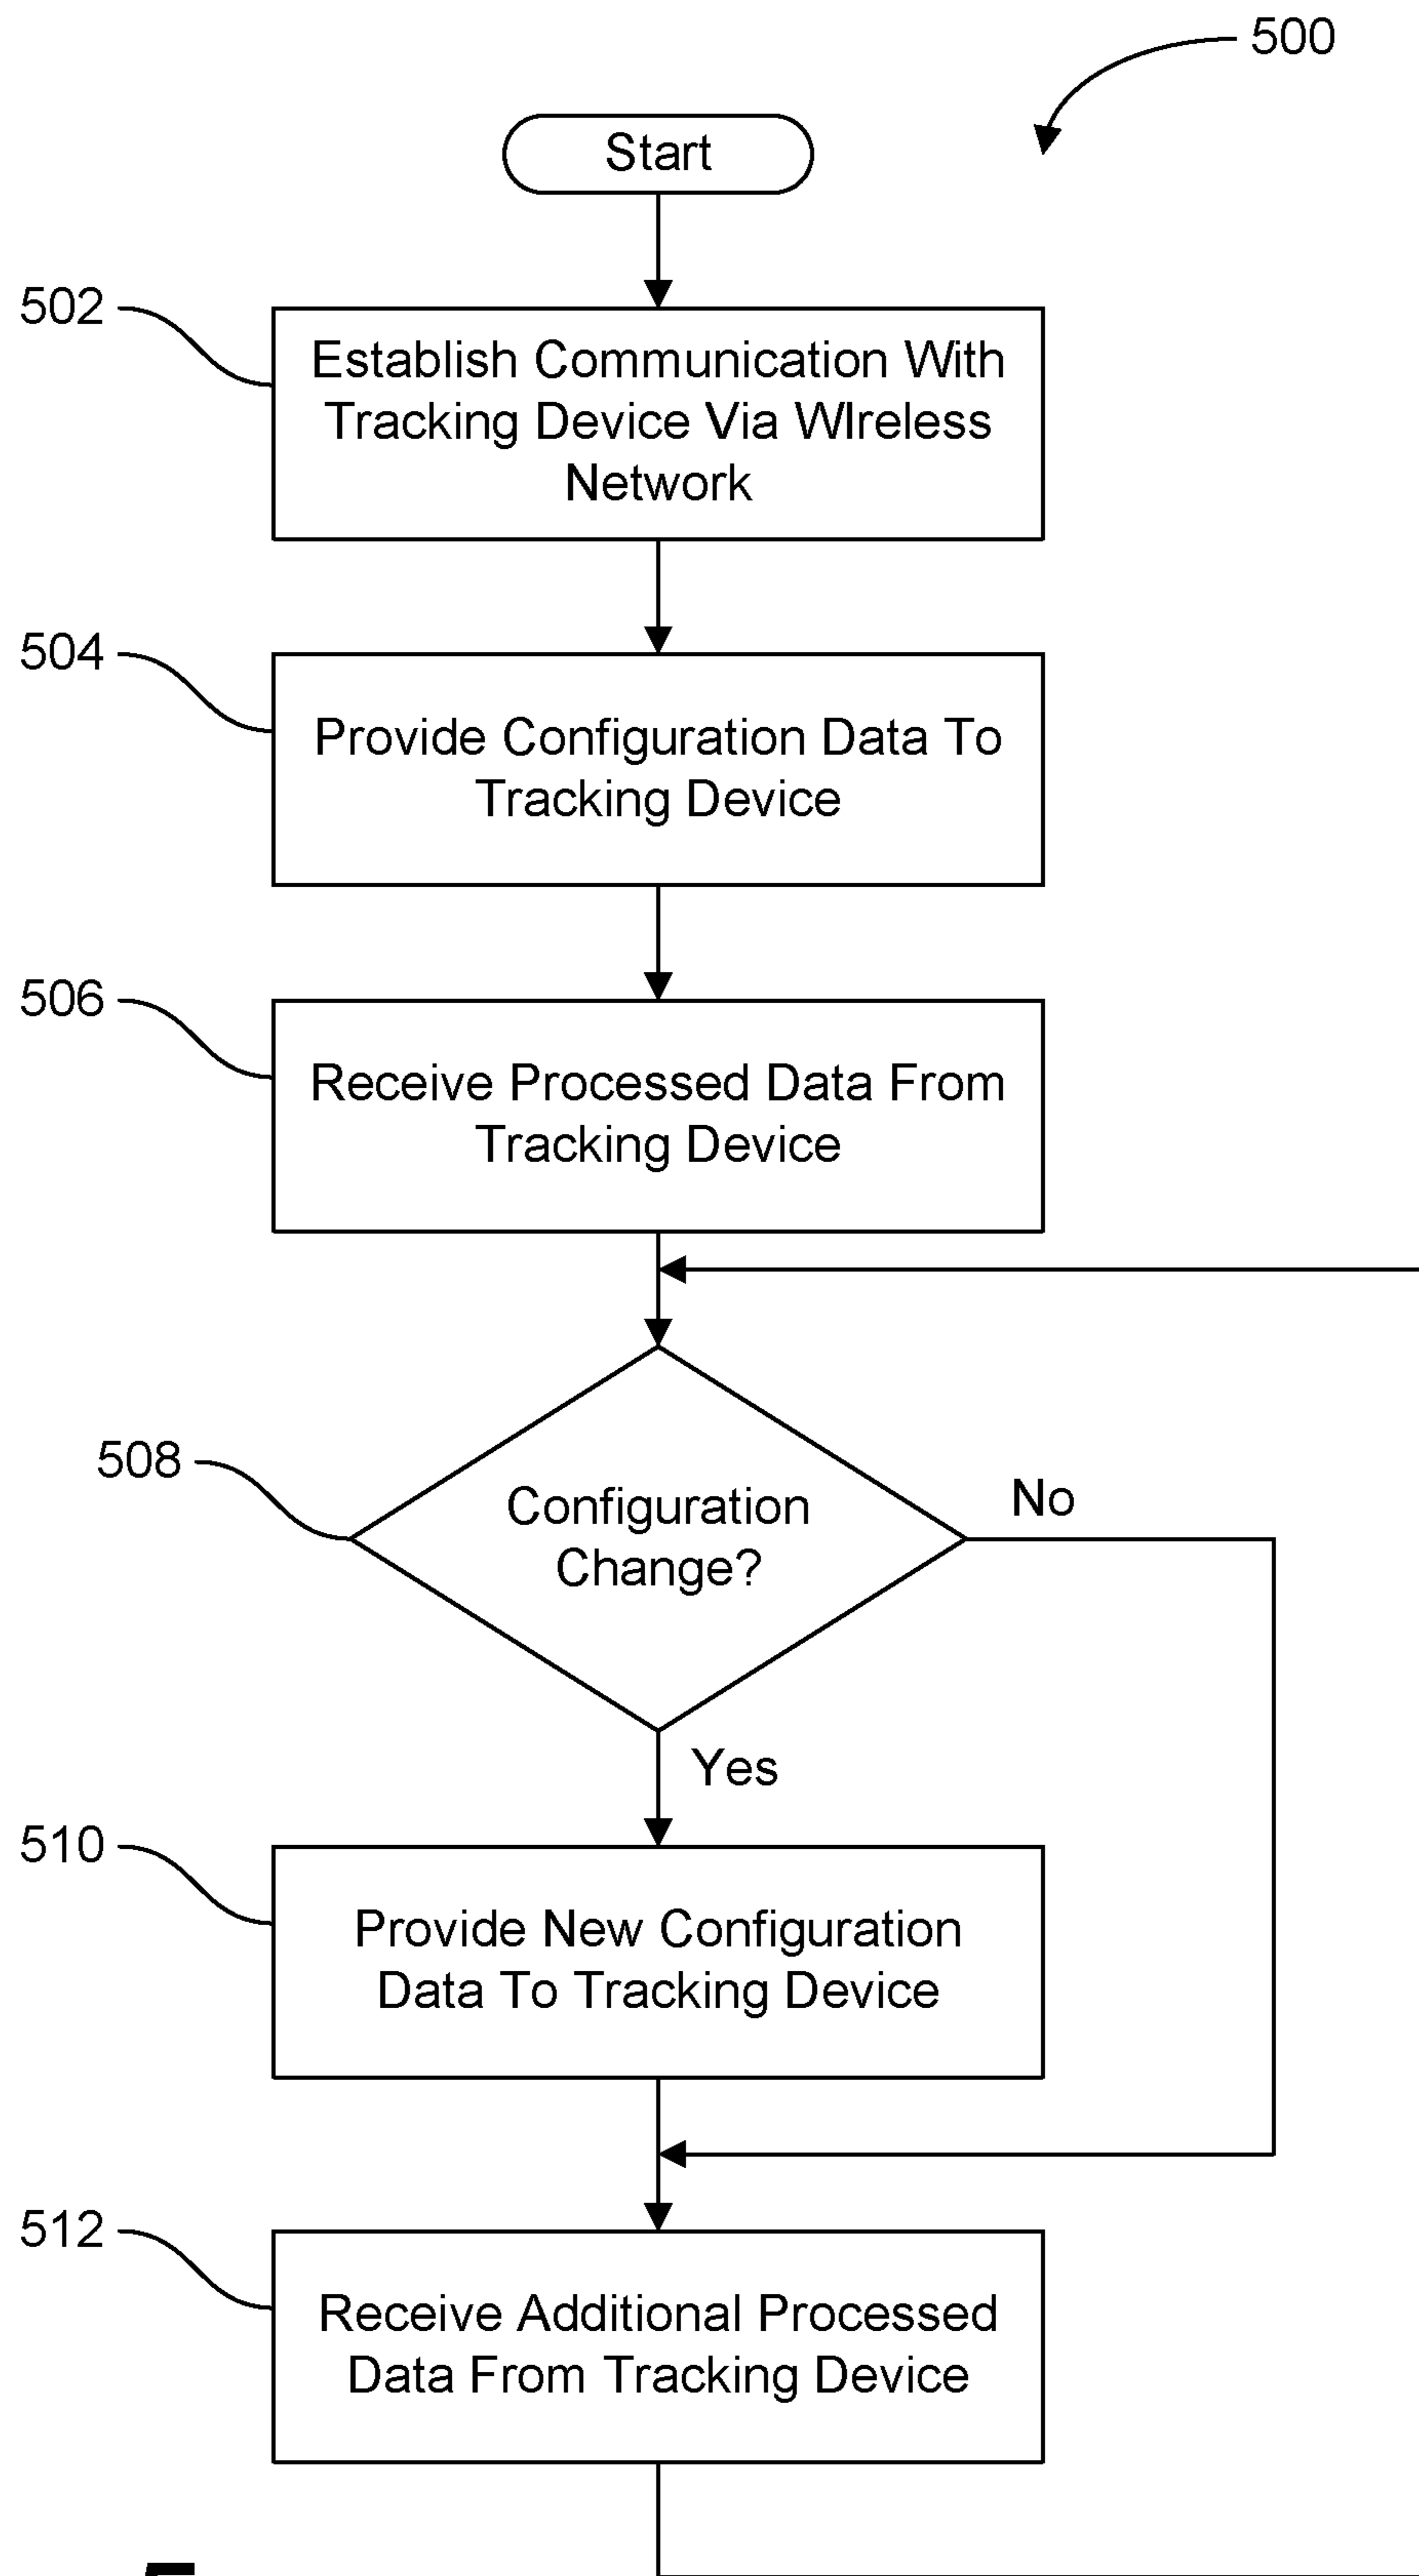 500
Start
502
Establish Communication With
Tracking Device Via WIreless
Network
504
Provide Configuration Data To
Tracking Device
506
Receive Processed Data From
Tracking Device
508
Configuration
Change?
No
Yes
510
Provide New Configuration
Data To Tracking Device
512
Receive Additional Processed
Data From Tracking Device